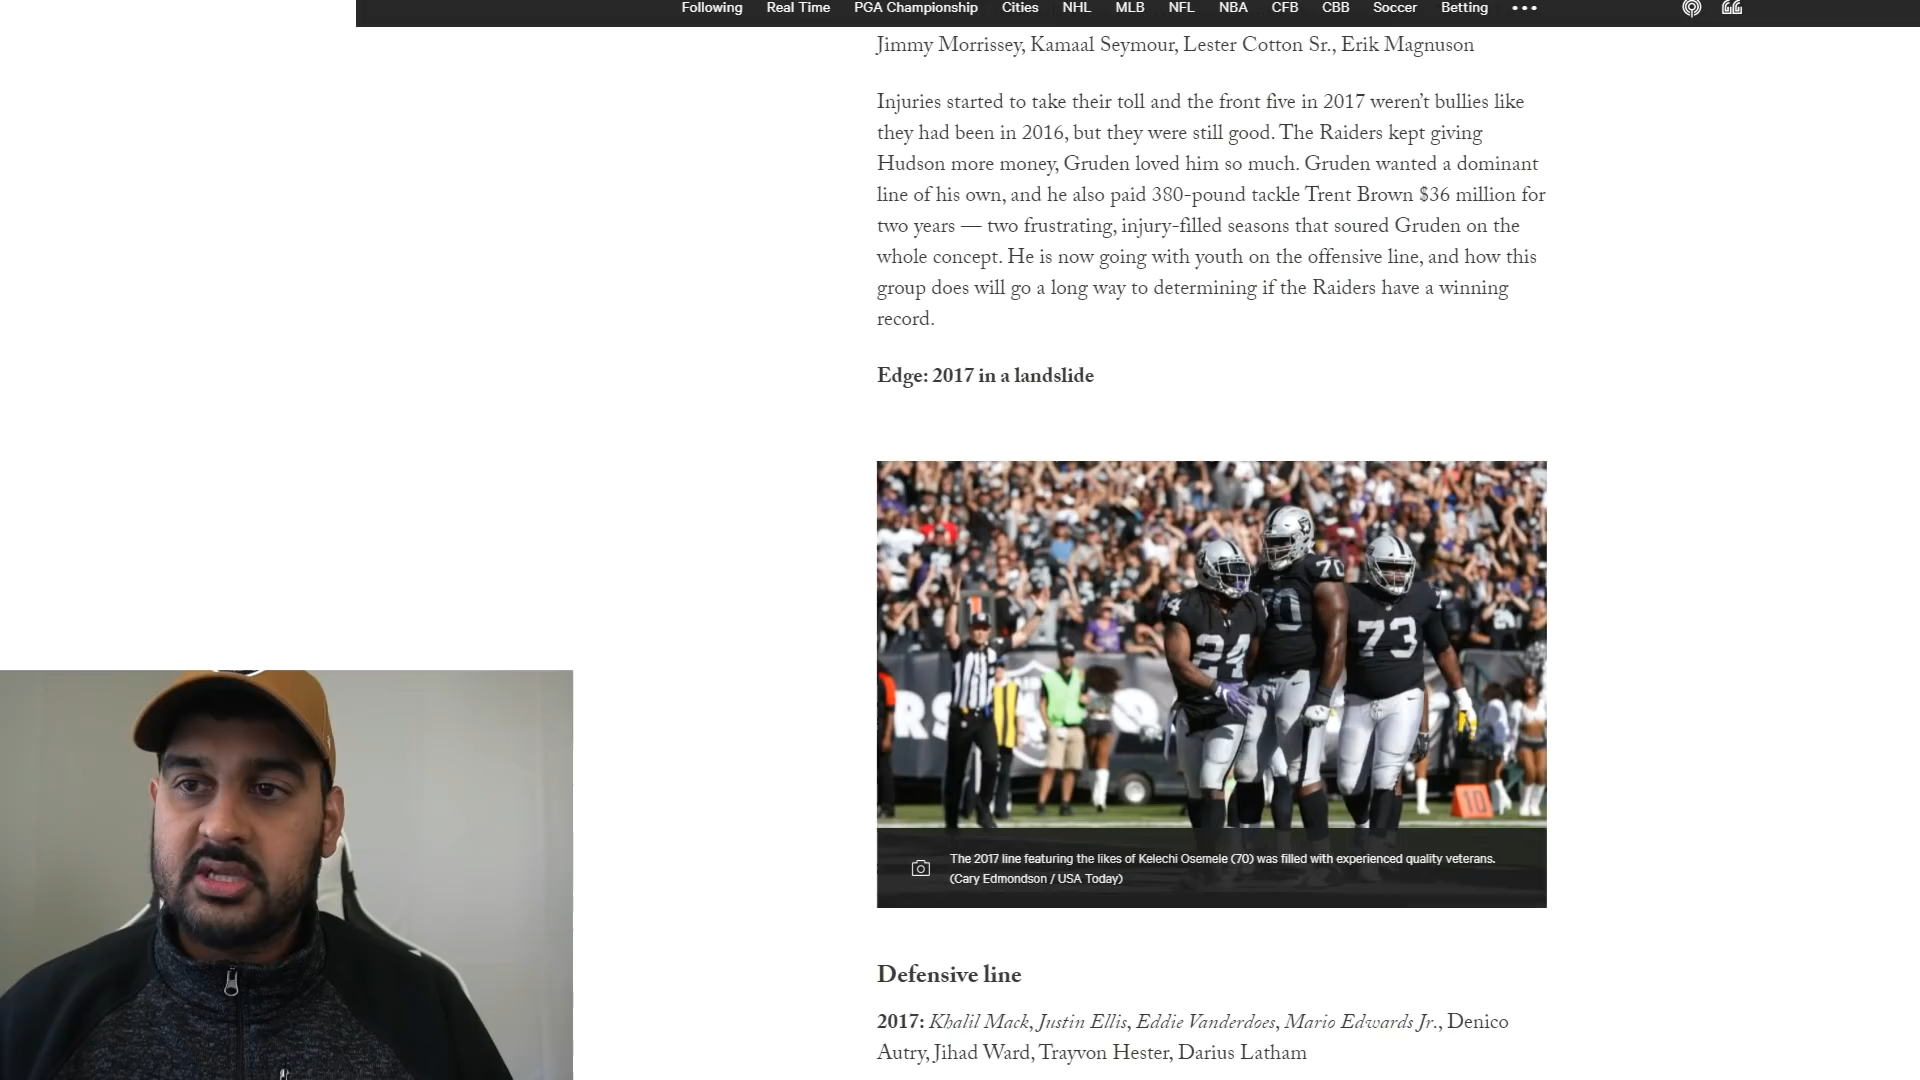 Following Real Time PGA Championship Cities NHL MLB NFL NBA CFB CBB Soccer Betting •••
Jimmy Morrissey, Kamaal Seymour, Lester Cotton Sr., Erik Magnuson
Injuries started to take their toll and the front five in 2017 weren’t bullies like
they had been in 2016, but they were still good. The Raiders kept giving
Hudson more money, Gruden loved him so much. Gruden wanted a dominant
line of his own, and he also paid 380-pound tackle Trent Brown $36 million for
two years — two frustrating, injury-filled seasons that soured Gruden on the
whole concept. He is now going with youth on the offensive line, and how this
group does will go a long way to determining if the Raiders have a winning
record.
Edge: 2017 in a landslide
70
24
73
10
The 2017 line featuring the likes of Kelechi Osemele (70) was filled with experienced quality veterans.
(Cary Edmondson / USA Today)
Defensive line
2017: Khalil Mack, Justin Ellis, Eddie Vanderdoes, Mario Edwards Jr., Denico
Autry, Jihad Ward, Trayvon Hester, Darius Latham